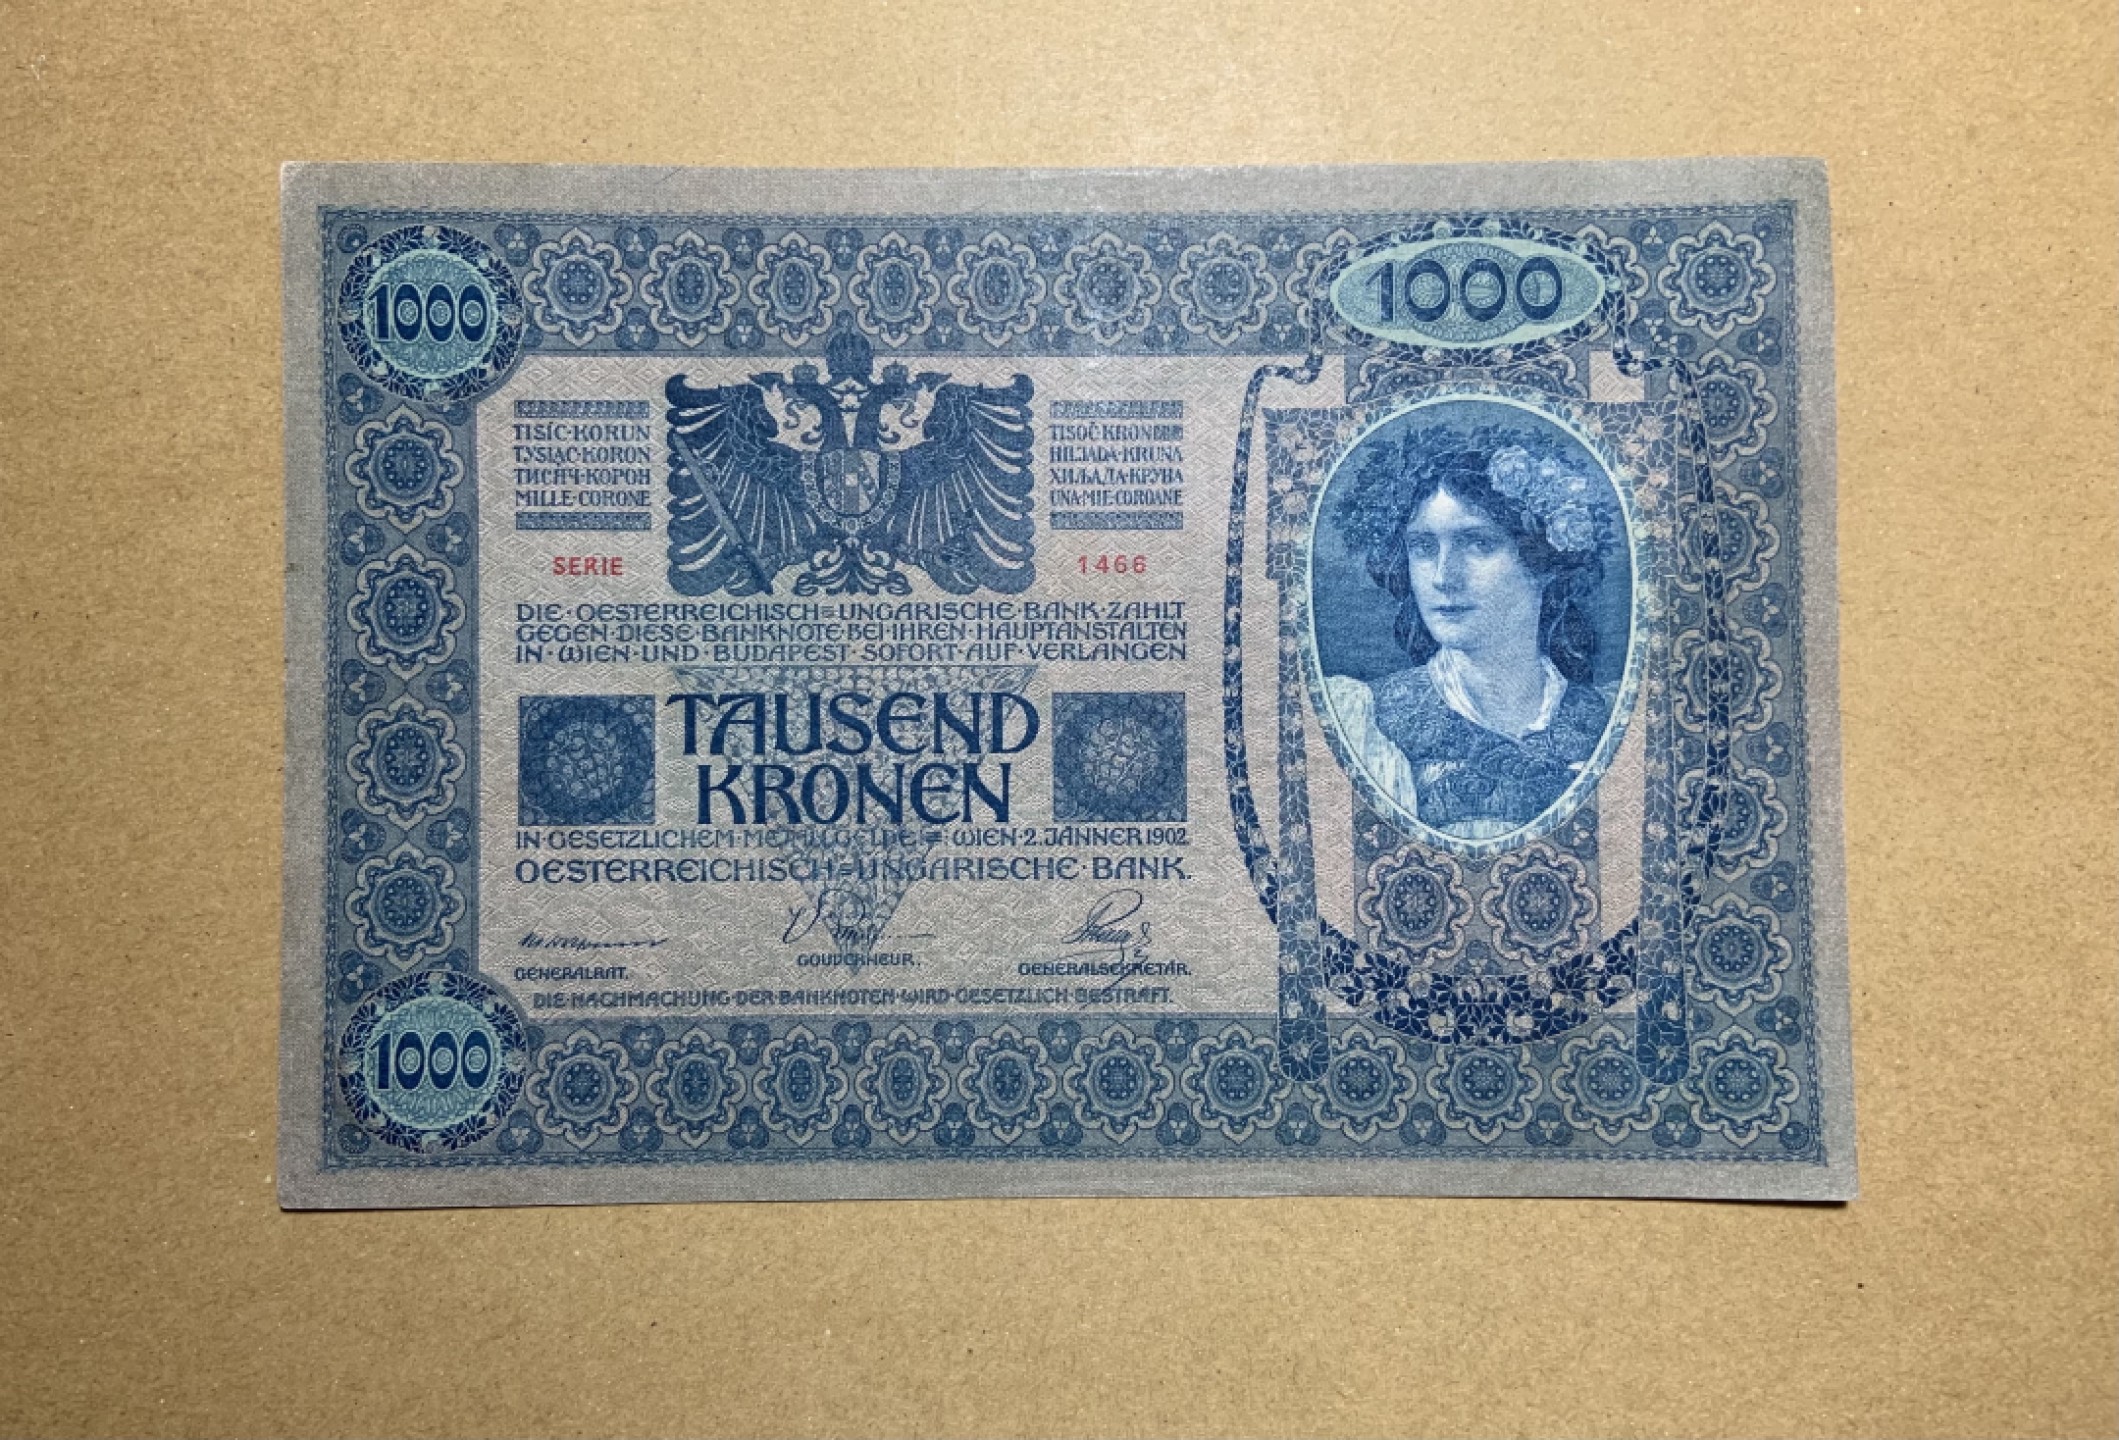 1000
1000
TISÍC·KORUN
TYSIĄC·KORON
ТИСЯЧ·КОРОН
MILLE·CORONE
TISOČ KRON
HILJADA·KRUNA
ХИЉАДА·КРУНА
UNA·MIE·COROANE
SERIE 1466
DIE·OESTERREICHISCH=UNGARISCHE·BANK·ZAHLT
GEGEN·DIESE·BANKNOTE·BEI·IHREN·HAUPTANSTALTEN
IN·WIEN·UND·BUDAPEST·SOFORT·AUF·VERLANGEN
TAUSEND
KRONEN
IN·GESETZLICHEM·METALLGELDE=:WIEN·2.JÄNNER 1902
OESTERREICHISCH=UNGARISCHE·BANK.
GENERALRAT.
GOUVERNEUR.
GENERALSEKRETÄR.
DIE·NACHMACHUNG·DER·BANKNOTEN·WIRD·GESETZLICH·BESTRAFT.
1000